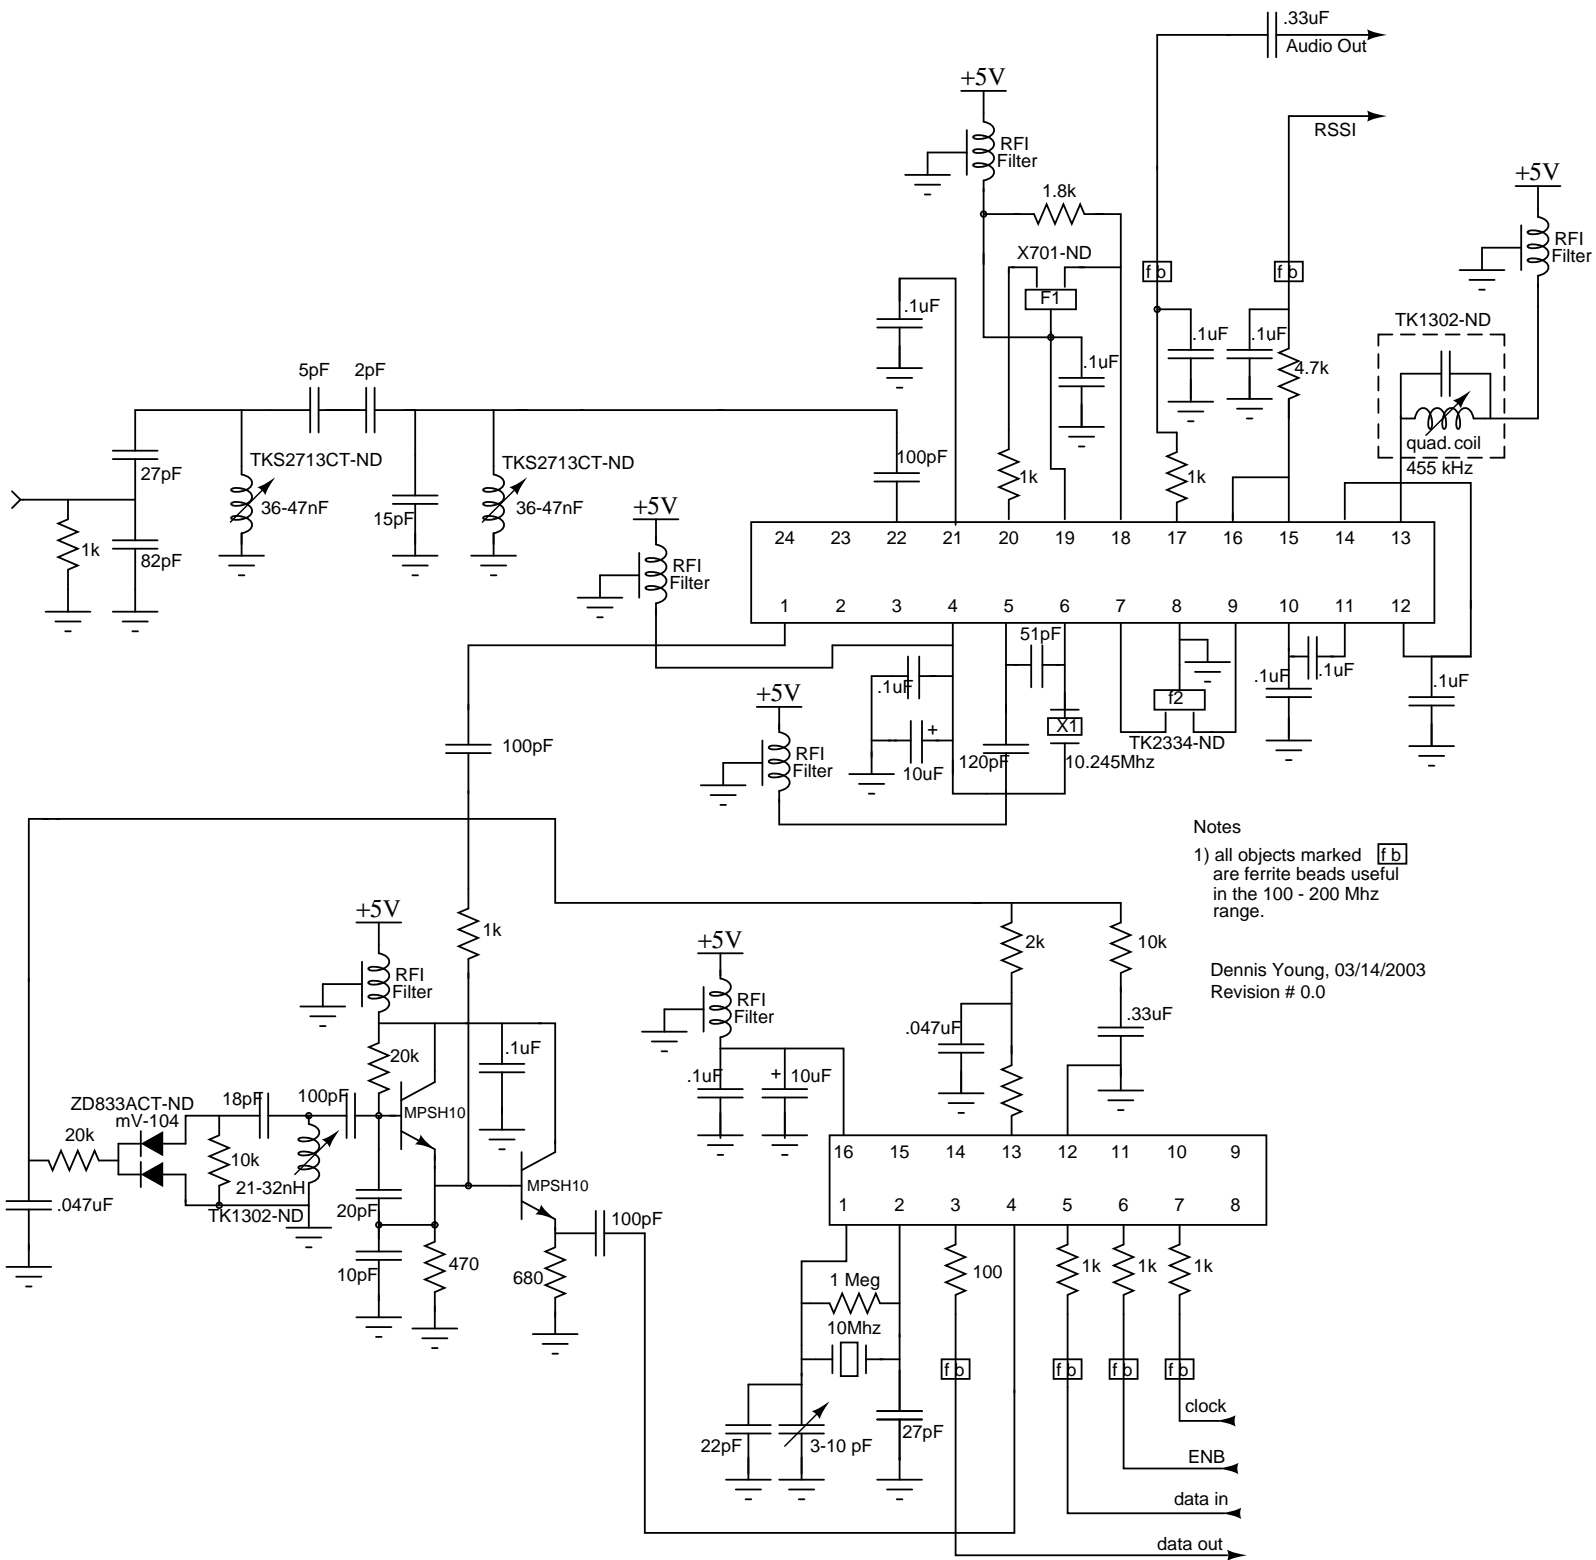 .33uF
Audio Out
+5V
RSSI
RFI
Filter
1.8k
+5V
X701-ND
RFI
Filter
f b
f b
F1
.1uF
TK1302-ND
.1uF
.1uF
.1uF
4.7k
5pF 2pF
quad. coil
455 kHz
TKS2713CT-ND
TKS2713CT-ND
100pF
27pF
1k
1k
36-47nF
36-47nF
+5V
15pF
1k
82pF
24 23 22 21 20 19 18 17 16 15 14 13
RFI
Filter
1 2 3 4 5 6 7 8 9 10 11 12
51pF
.1uF
.1uF
.1uF
.1uF
+5V
f2
+
X1
TK2334-ND
100pF
RFI
Filter
10uF
120pF
10.245Mhz
Notes
1) all objects marked f b
are ferrite beads useful
in the 100 - 200 Mhz
range.
+5V
1k
+5V
2k
10k
Dennis Young, 03/14/2003
Revision # 0.0
RFI
Filter
RFI
Filter
.047uF
.33uF
20k
.1uF
.1uF
+
10uF
ZD833ACT-ND
mV-104
18pF
100pF
MPSH10
20k
10k
21-32nH
TK1302-ND
MPSH10
16 15 14 13 12 11 10 9
1 2 3 4 5 6 7 8
.047uF
20pF
100pF
10pF
470
680
1 Meg
100
1k
1k
1k
10Mhz
f b
f b
f b
f b
clock
22pF
3-10 pF
27pF
ENB
data in
data out